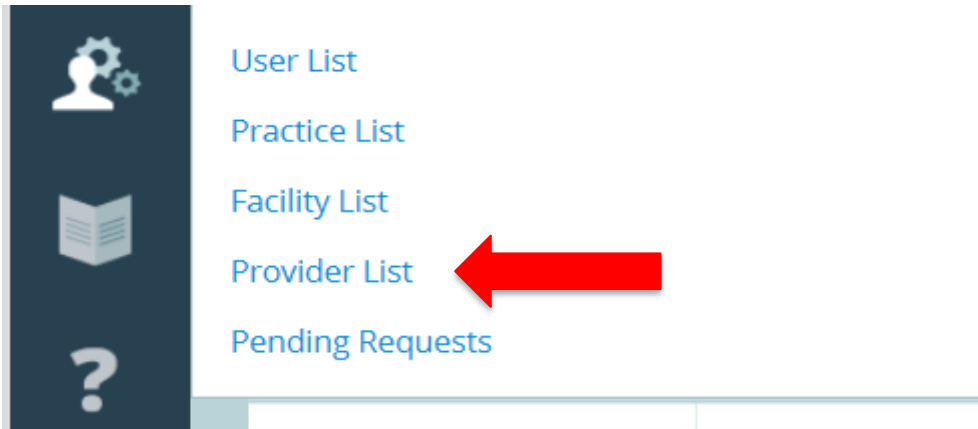 User List
Practice List
Facility List
Provider List
Pending Requests
?